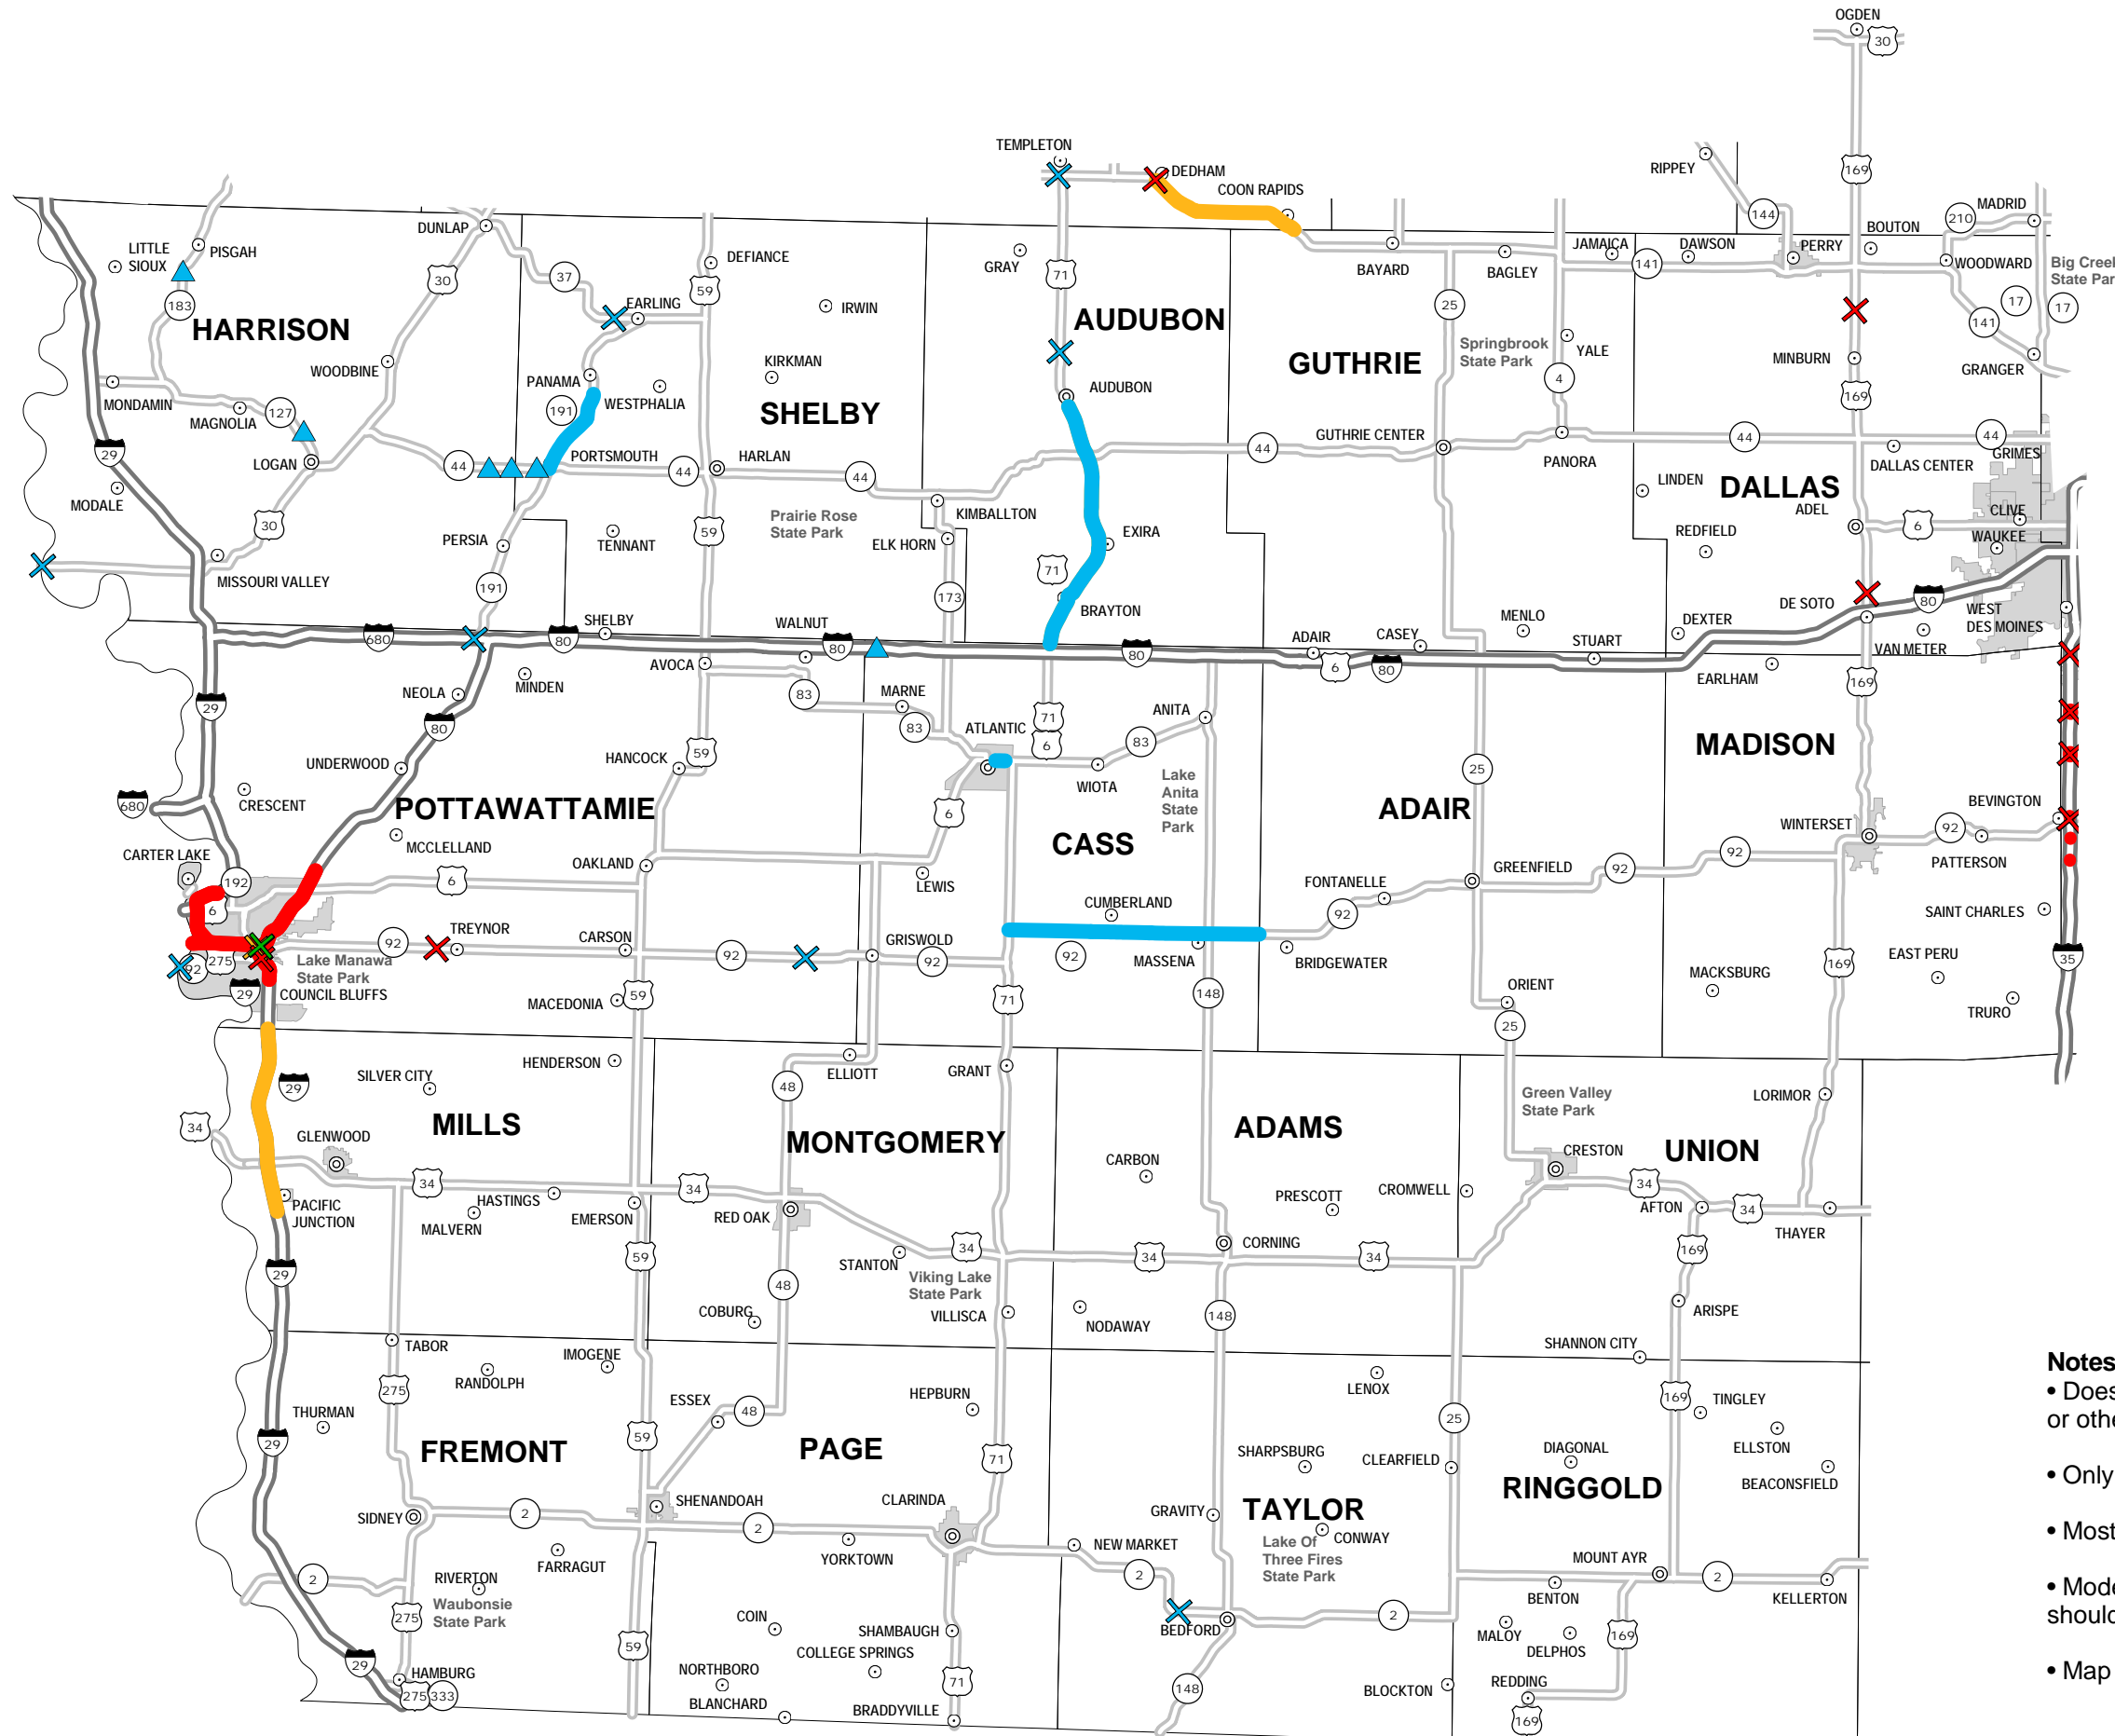 OGDEN
30
TEMPLETON
DEDHAM
COON RAPIDS
RIPPEY
169
144
210
MADRID
BOUTON
DUNLAP
LITTLE
SIOUX
PISGAH
DEFIANCE
GRAY
BAYARD
BAGLEY
JAMAICA
141
DAWSON
PERRY
WOODWARD
Big Creek
State Par
183
30
37
59
EARLING
IRWIN
71
25
17
17
141
HARRISON
AUDUBON
GUTHRIE
Springbrook
State Park
YALE
4
MINBURN
GRANGER
WOODBINE
KIRKMAN
PANAMA
WESTPHALIA
191
AUDUBON
169
MONDAMIN
MAGNOLIA
127
SHELBY
29
LOGAN
44
PORTSMOUTH
44
HARLAN
44
44
GUTHRIE CENTER
PANORA
44
44
GRIMES
DALLAS CENTER
LINDEN
DALLAS
ADEL
6
CLIVE
WAUKEE
MODALE
30
KIMBALLTON
Prairie Rose
State Park
59
TENNANT
PERSIA
ELK HORN
EXIRA
REDFIELD
MISSOURI VALLEY
191
173
71
BRAYTON
DE SOTO
80
WEST
DES MOINES
680
80
SHELBY
WALNUT
80
80
ADAIR
CASEY
6
80
MENLO
STUART
DEXTER
VAN METER
EARLHAM
AVOCA
MINDEN
NEOLA
29
80
83
MARNE
83
ATLANTIC
71
6
ANITA
83
WIOTA
169
MADISON
UNDERWOOD
HANCOCK
59
Lake
Anita
State
Park
25
680
CRESCENT
POTTAWATTAMIE
6
CASS
ADAIR
BEVINGTON
WINTERSET
92
PATTERSON
MCCLELLAND
CARTER LAKE
192
6
6
OAKLAND
LEWIS
FONTANELLE
92
GREENFIELD
92
92
CUMBERLAND
SAINT CHARLES
92
275
Lake Manawa
State Park
92
TREYNOR
CARSON
92
GRISWOLD
92
92
MASSENA
BRIDGEWATER
MACKSBURG
169
EAST PERU
35
TRURO
29
COUNCIL BLUFFS
MACEDONIA
59
71
148
ORIENT
25
HENDERSON
ELLIOTT
GRANT
SILVER CITY
29
48
Green Valley
State Park
LORIMOR
34
GLENWOOD
MILLS
MONTGOMERY
ADAMS
CRESTON
UNION
CARBON
34
HASTINGS
34
PACIFIC
JUNCTION
MALVERN
EMERSON
RED OAK
PRESCOTT
CROMWELL
34
AFTON
34
THAYER
29
59
STANTON
34
34
CORNING
34
169
48
Viking Lake
State Park
COBURG
VILLISCA
NODAWAY
148
ARISPE
TABOR
IMOGENE
RANDOLPH
SHANNON CITY
275
ESSEX
48
HEPBURN
LENOX
169
TINGLEY
THURMAN
29
FREMONT
59
PAGE
71
SHARPSBURG
CLEARFIELD
25
DIAGONAL
ELLSTON
BEACONSFIELD
RINGGOLD
SHENANDOAH
CLARINDA
GRAVITY
TAYLOR
SIDNEY
2
2
CONWAY
FARRAGUT
YORKTOWN
NEW MARKET
Lake Of
Three Fires
State Park
MOUNT AYR
2
RIVERTON
2
BENTON
2
KELLERTON
Waubonsie
State Park
275
COIN
SHAMBAUGH
BEDFORD
2
MALOY
DELPHOS
169
59
COLLEGE SPRINGS
NORTHBORO
29
HAMBURG
275
333
BLANCHARD
BRADDYVILLE
71
148
BLOCKTON
REDDING
169
Notes
• Does
or othe
• Only
• Most
• Mode
should
• Map